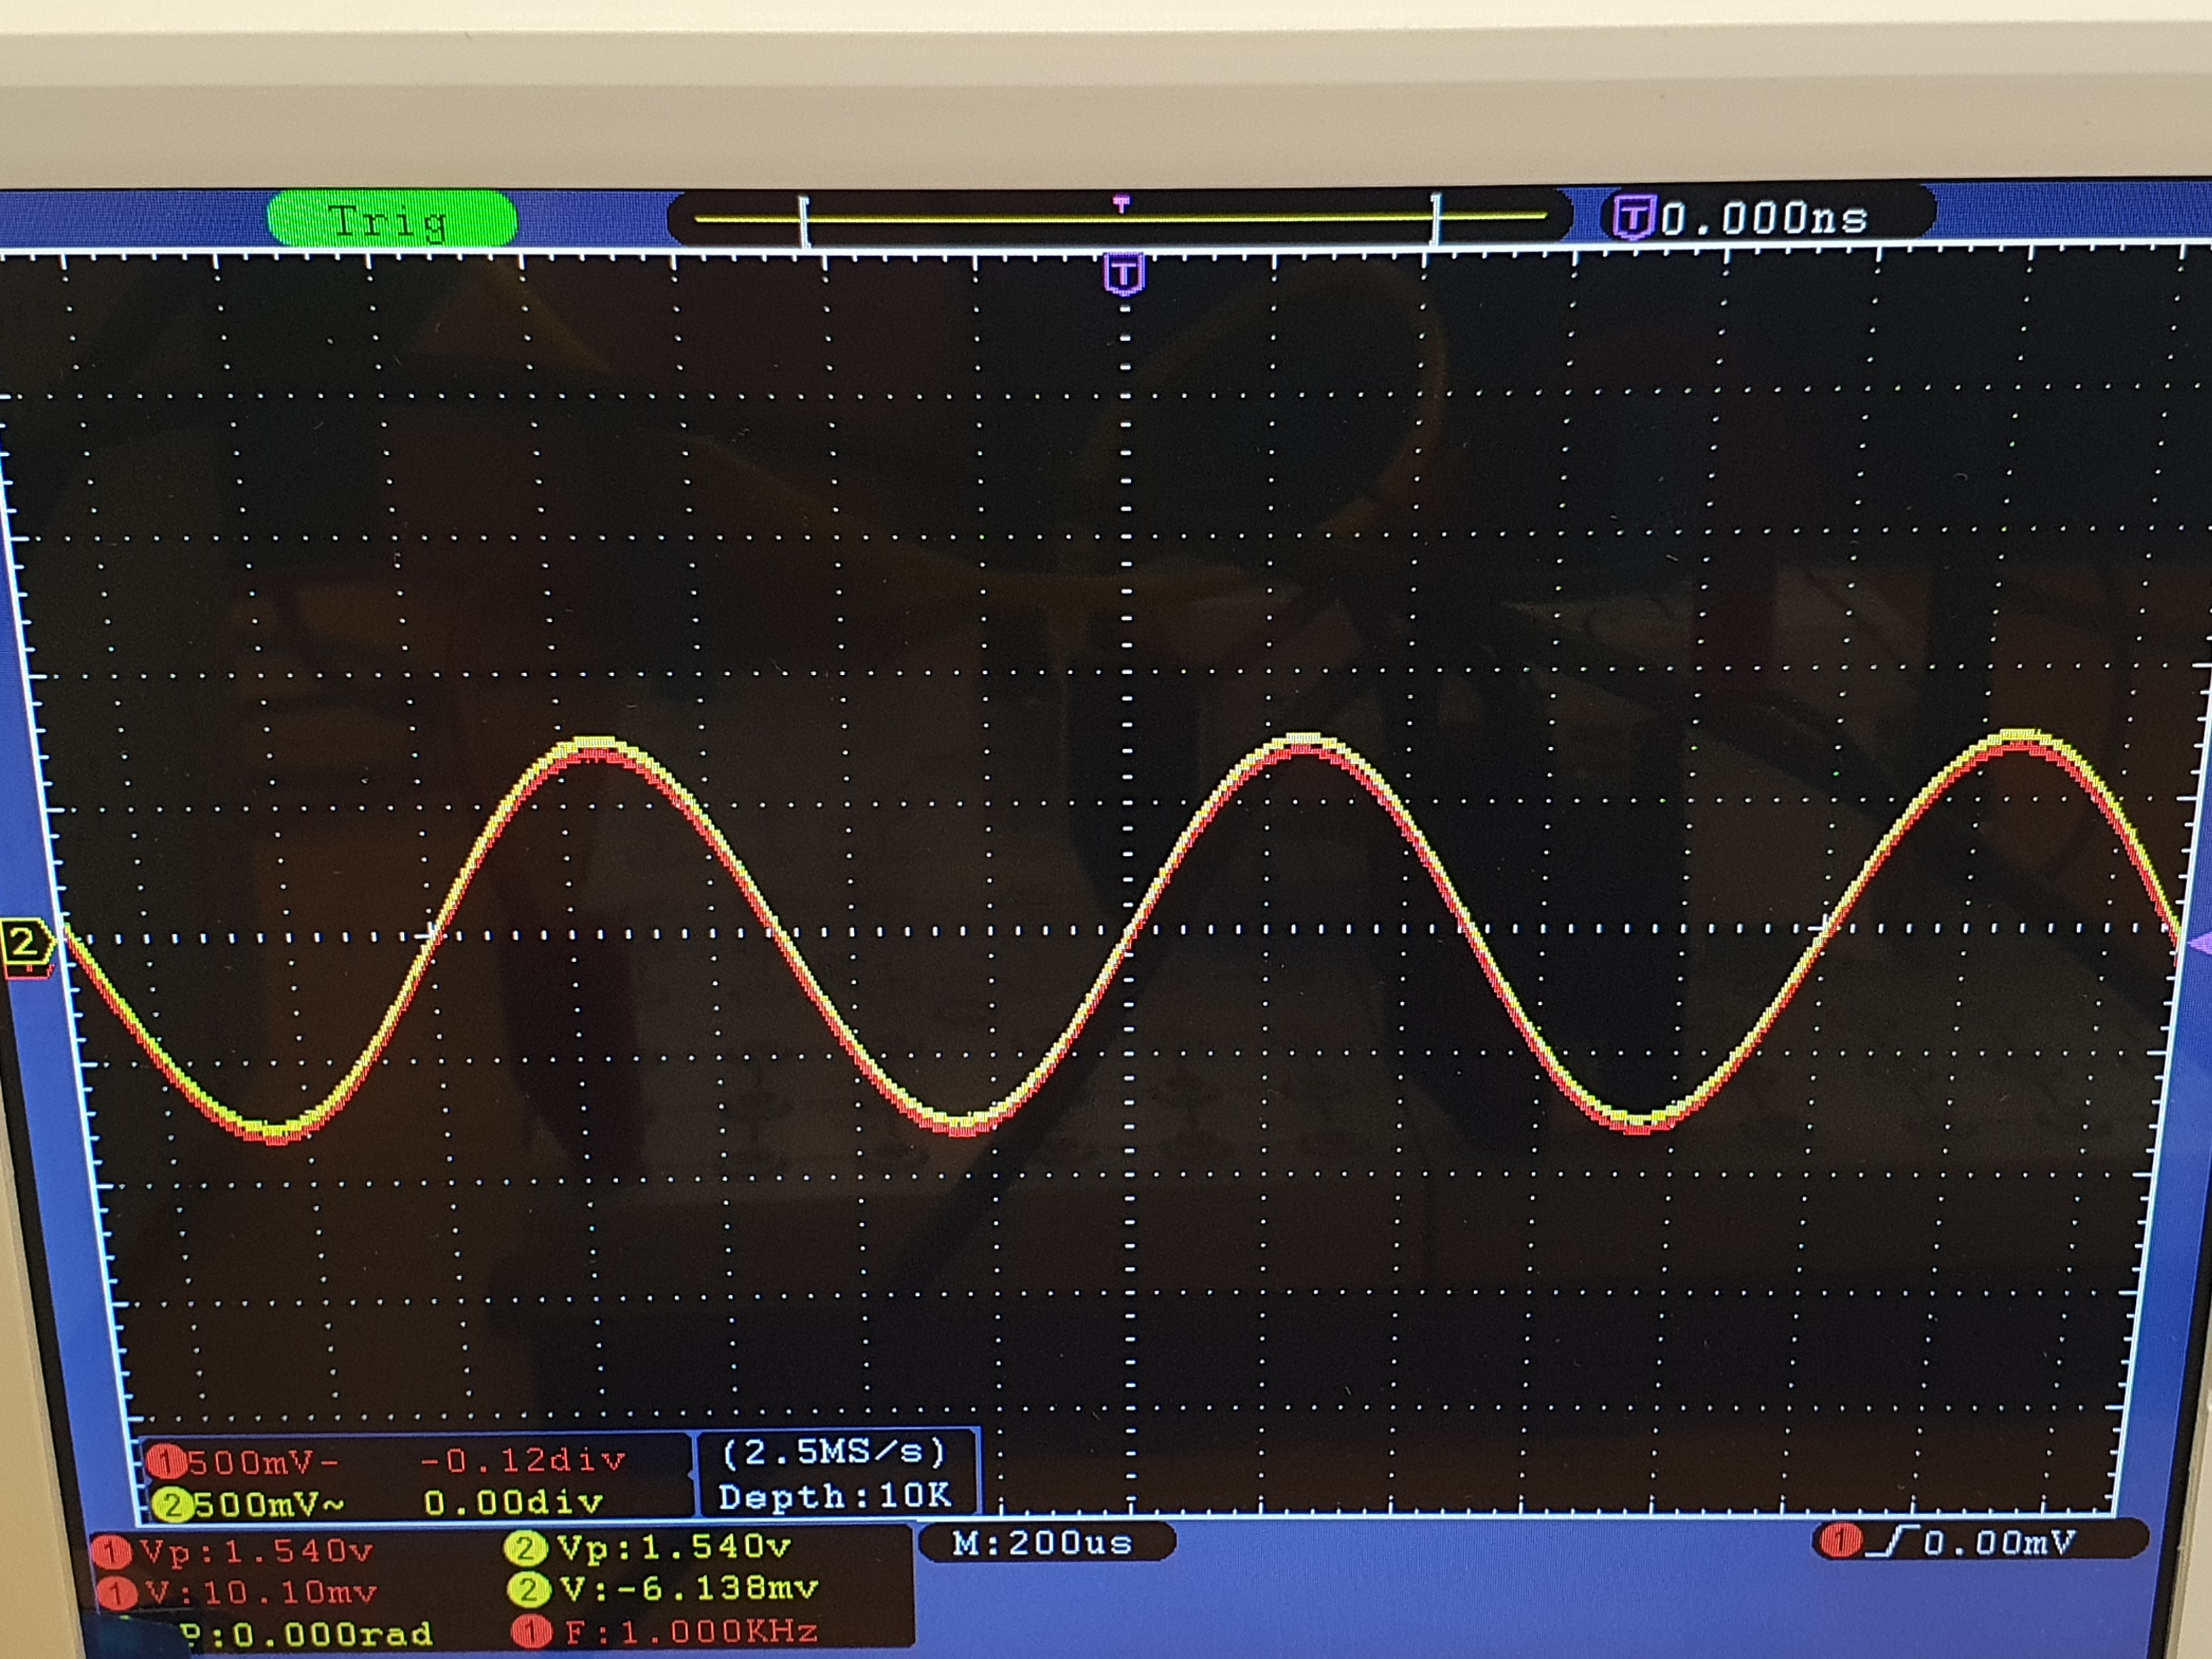 Trig T T 0.000ns
T
2
1 500mV- -0.12div (2.5MS/s)
2 500mV~ 0.00div Depth:10K
1 Vp:1.540v 2 Vp:1.540v M:200us 1 0.00mV
1 V:10.10mv 2 V:-6.138mv
P:0.000rad 1 F:1.000KHz